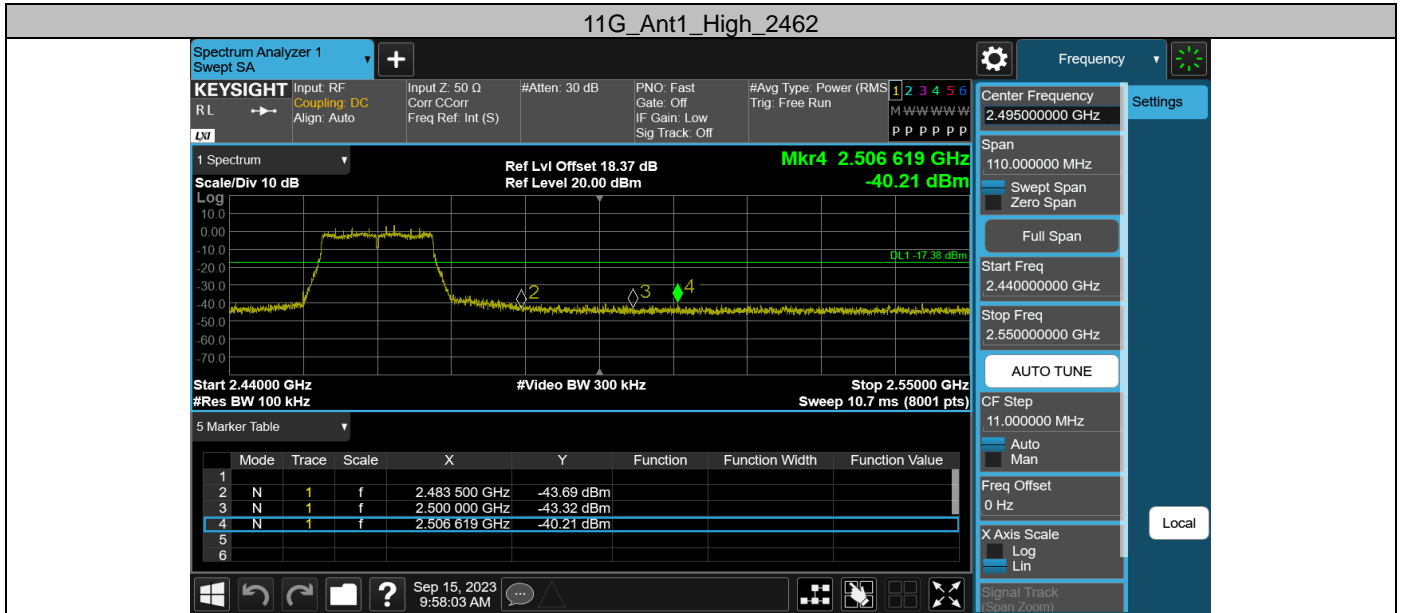 11G_Ant1_High_2462
Spectrum Analyzer 1
Swept SA
+
Frequency
KEYSIGHT
R L
LXI
Input: RF
Coupling: DC
Align: Auto
Input Z: 50 Ω
Corr CCorr
Freq Ref: Int (S)
#Atten: 30 dB
PNO: Fast
Gate: Off
IF Gain: Low
Sig Track: Off
#Avg Type: Power (RMS
Trig: Free Run
1 2 3 4 5 6
M W W W W W
P P P P P P
1 Spectrum
Scale/Div 10 dB
Ref Lvl Offset 18.37 dB
Ref Level 20.00 dBm
Mkr4 2.506 619 GHz
-40.21 dBm
Log
10.0
0.00
-10.0
-20.0
-30.0
-40.0
-50.0
-60.0
-70.0
DL1 -17.38 dBm
2
3
4
Start 2.44000 GHz
#Video BW 300 kHz
Stop 2.55000 GHz
#Res BW 100 kHz
Sweep 10.7 ms (8001 pts)
5 Marker Table
Mode Trace Scale X Y Function Function Width Function Value
1
2 N 1 f 2.483 500 GHz -43.69 dBm
3 N 1 f 2.500 000 GHz -43.32 dBm
4 N 1 f 2.506 619 GHz -40.21 dBm
5
6
Center Frequency
2.495000000 GHz
Settings
Span
110.000000 MHz
Swept Span
Zero Span
Full Span
Start Freq
2.440000000 GHz
Stop Freq
2.550000000 GHz
AUTO TUNE
CF Step
11.000000 MHz
Auto
Man
Freq Offset
0 Hz
Local
X Axis Scale
Log
Lin
Signal Track
(Span Zoom)
?
Sep 15, 2023
9:58:03 AM